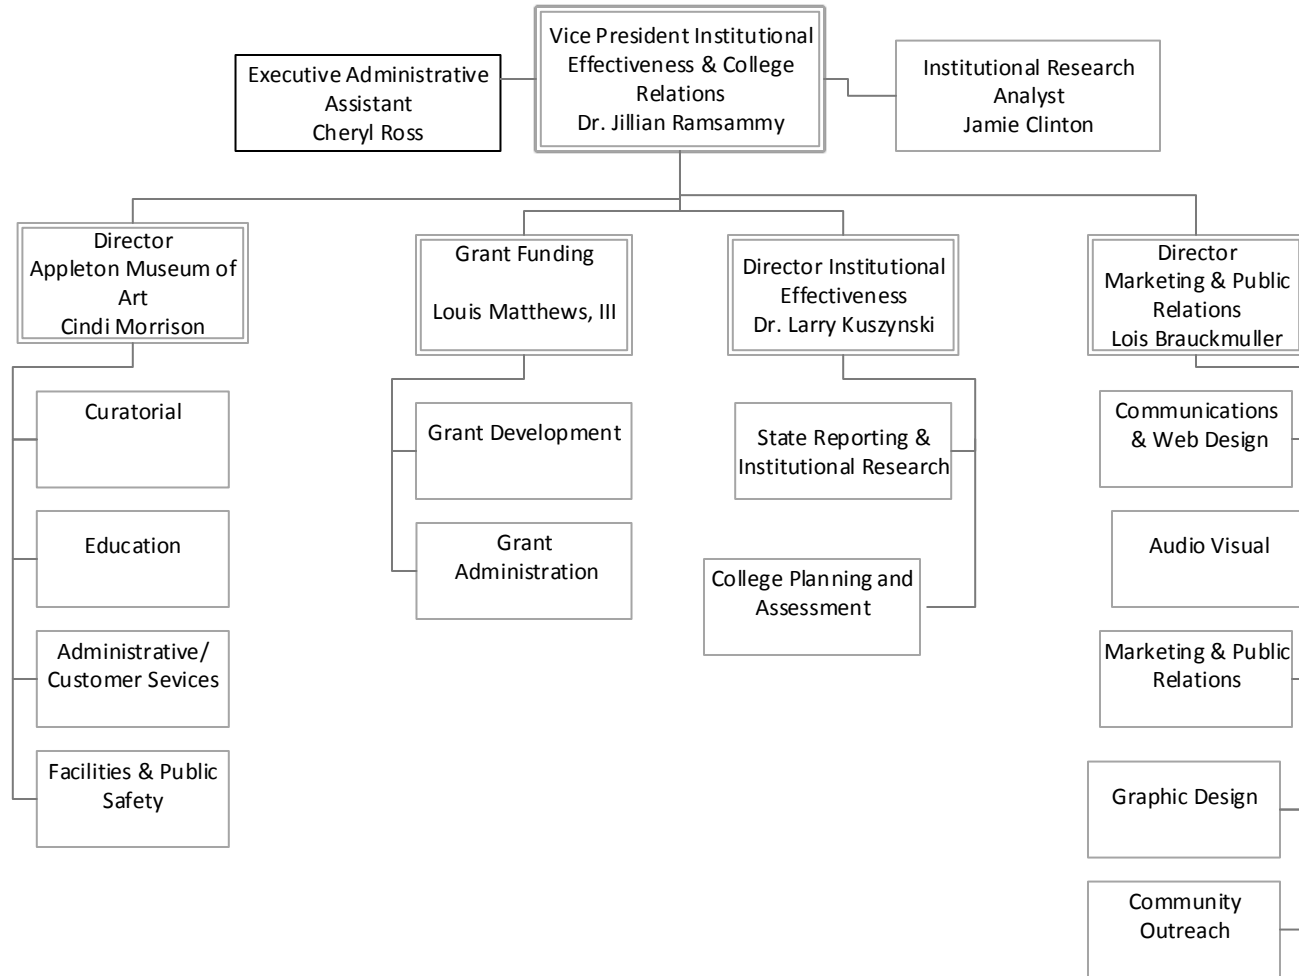 Vice President Institutional
Effectiveness & College
Relations
Dr. Jillian Ramsammy
Executive Administrative
Assistant
Cheryl Ross
Institutional Research
Analyst
Jamie Clinton
Director
Appleton Museum of
Art
Cindi Morrison
Grant Funding
Louis Matthews, III
Director Institutional
Effectiveness
Dr. Larry Kuszynski
Director
Marketing & Public
Relations
Lois Brauckmuller
Curatorial
Education
Administrative/
Customer Sevices
Facilities & Public
Safety
Grant Development
Grant
Administration
State Reporting &
Institutional Research
College Planning and
Assessment
Communications
& Web Design
Audio Visual
Marketing & Public
Relations
Graphic Design
Community
Outreach